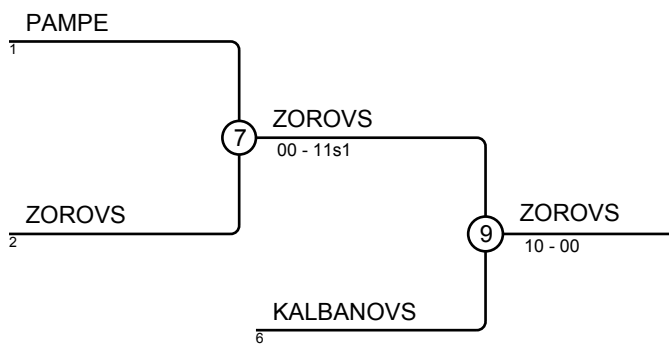 PAMPE
1
7
ZOROVS
00 - 11s1
ZOROVS
2
9
ZOROVS
10 - 00
KALBANOVS
6